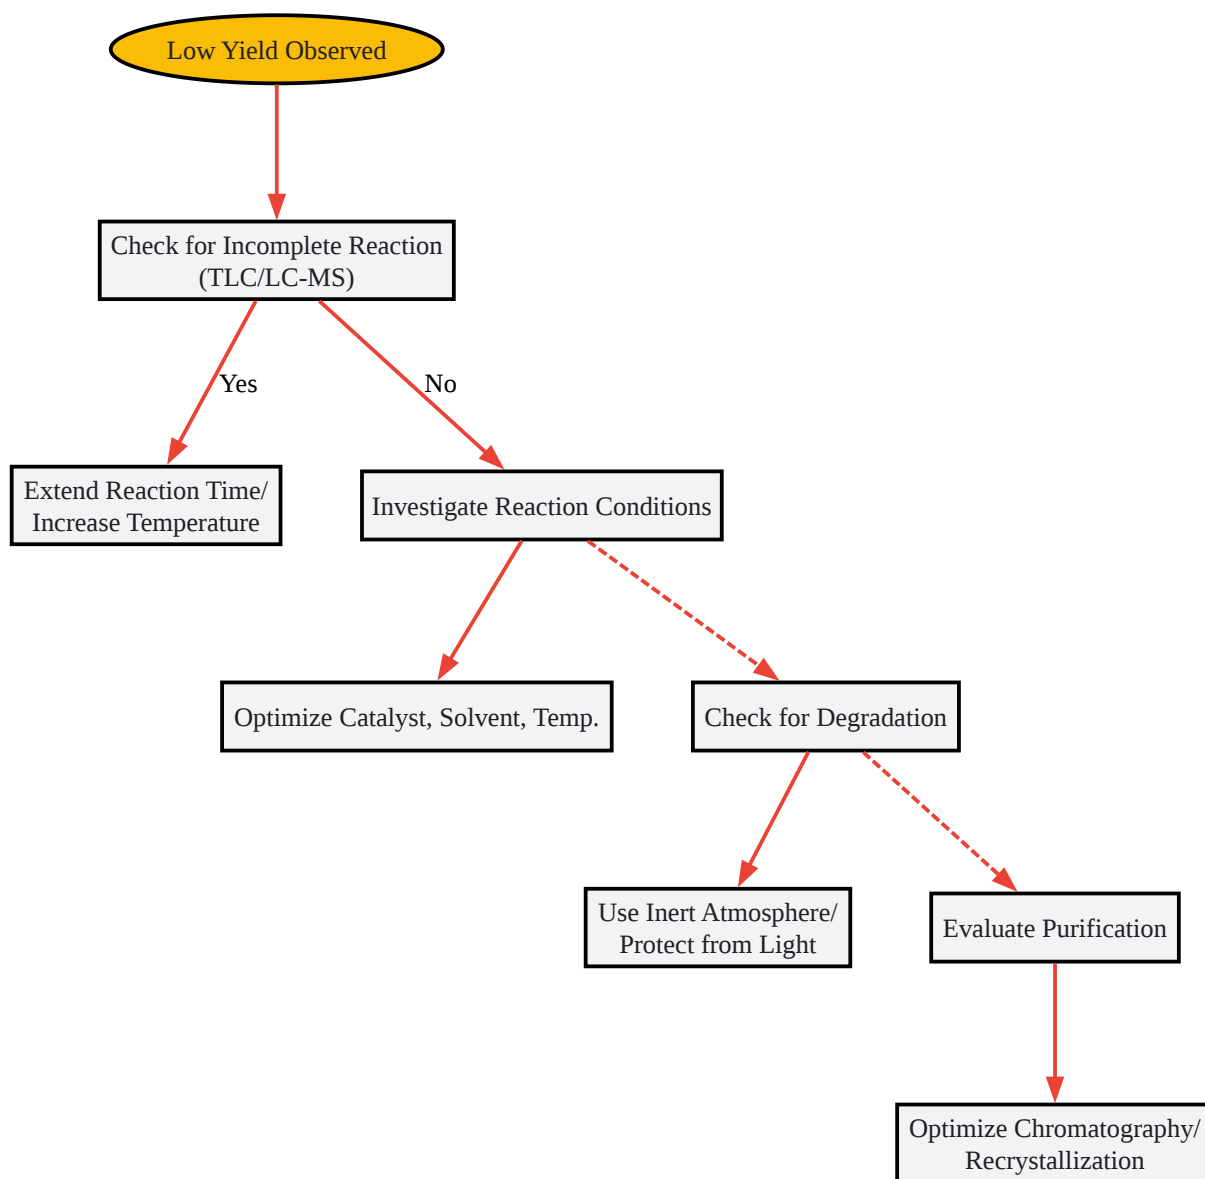 Low Yield Observed
Check for Incomplete Reaction
(TLC/LC-MS)
Yes
No
Extend Reaction Time/
Increase Temperature
Investigate Reaction Conditions
Optimize Catalyst, Solvent, Temp.
Check for Degradation
Use Inert Atmosphere/
Protect from Light
Evaluate Purification
Optimize Chromatography/
Recrystallization